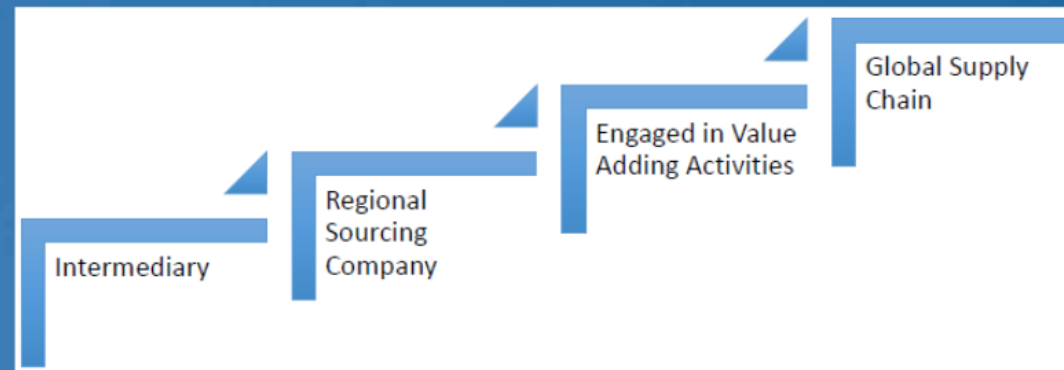 Intermediary
Regional
Sourcing
Company
Engaged in Value
Adding Activities
Global Supply
Chain